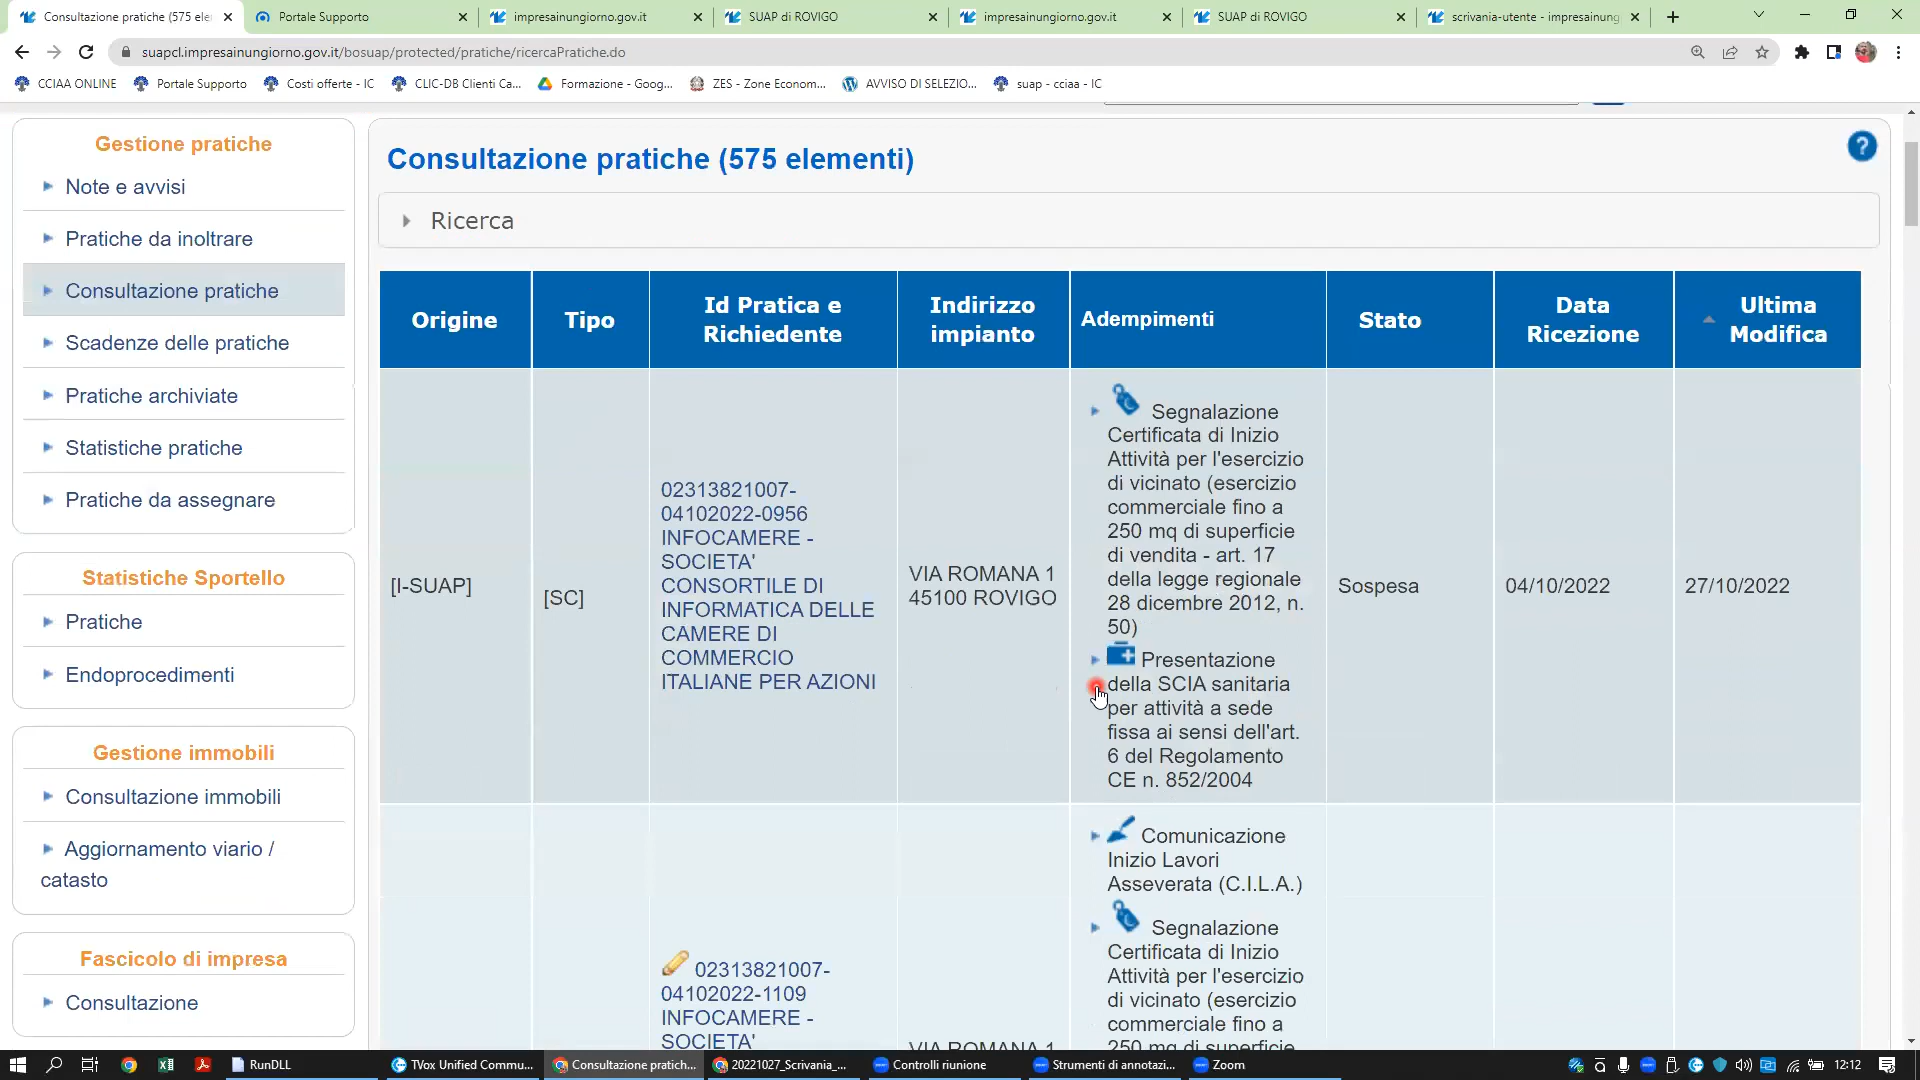 Consultazione pratiche (575 ele
Portale Supporto
impresainungiorno.gov.it
SUAP di ROVIGO
impresainungiorno.gov.it
SUAP di ROVIGO
scrivania-utente - impresainung
suapcl.impresainungiorno.gov.it/bosuap/protected/pratiche/ricercaPratiche.do
CCIAA ONLINE
Portale Supporto
Costi offerte - IC
CLIC-DB Clienti Ca...
Formazione - Goog...
ZES - Zone Econom...
AVVISO DI SELEZIO...
suap - cciaa - IC
Gestione pratiche
Note e avvisi
Pratiche da inoltrare
Consultazione pratiche
Scadenze delle pratiche
Pratiche archiviate
Statistiche pratiche
Pratiche da assegnare
Statistiche Sportello
Pratiche
Endoprocedimenti
Gestione immobili
Consultazione immobili
Aggiornamento viario /
catasto
Fascicolo di impresa
Consultazione
Consultazione pratiche (575 elementi)
?
Ricerca
Origine
Tipo
Id Pratica e
Richiedente
Indirizzo
impianto
Adempimenti
Stato
Data
Ricezione
Ultima
Modifica
[I-SUAP]
[SC]
02313821007-
04102022-0956
INFOCAMERE -
SOCIETA'
CONSORTILE DI
INFORMATICA DELLE
CAMERE DI
COMMERCIO
ITALIANE PER AZIONI
VIA ROMANA 1
45100 ROVIGO
Segnalazione
Certificata di Inizio
Attività per l'esercizio
di vicinato (esercizio
commerciale fino a
250 mq di superficie
di vendita - art. 17
della legge regionale
28 dicembre 2012, n.
50)
Presentazione
della SCIA sanitaria
per attività a sede
fissa ai sensi dell'art.
6 del Regolamento
CE n. 852/2004
Sospesa
04/10/2022
27/10/2022
02313821007-
04102022-1109
INFOCAMERE -
SOCIETA'
VIA ROMANA 1
Comunicazione
Inizio Lavori
Asseverata (C.I.L.A.)
Segnalazione
Certificata di Inizio
Attività per l'esercizio
di vicinato (esercizio
commerciale fino a
250 mq di superficie
RunDLL
TVox Unified Commu...
Consultazione pratich...
20221027_Scrivania_...
Controlli riunione
Strumenti di annotazi...
Zoom
12:12